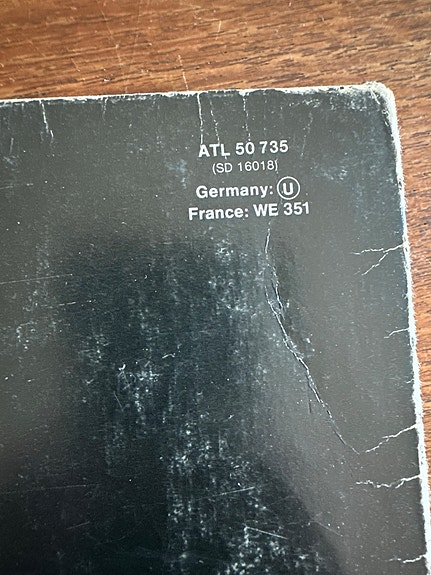 ATL 50 735
(SD 16018)
Germany: Ⓤ
France: WE 351